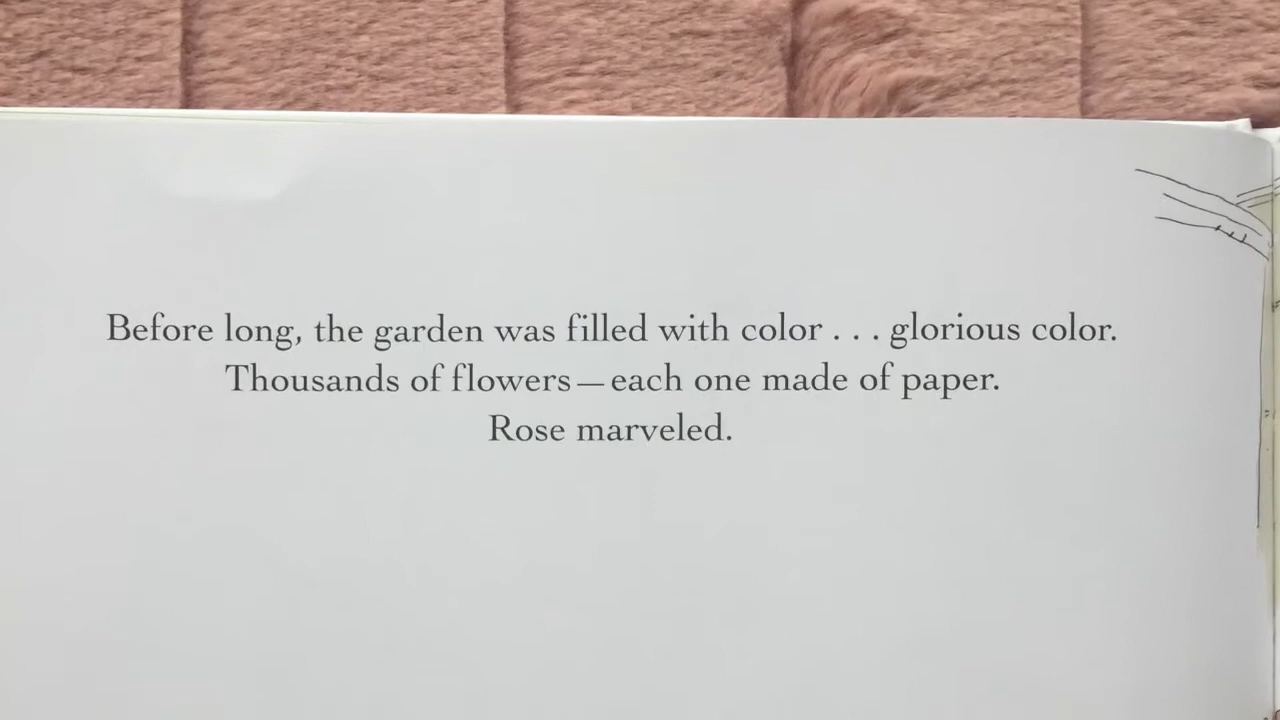 Before long, the garden was filled with color . . . glorious color.
Thousands of flowers—each one made of paper.
Rose marveled.